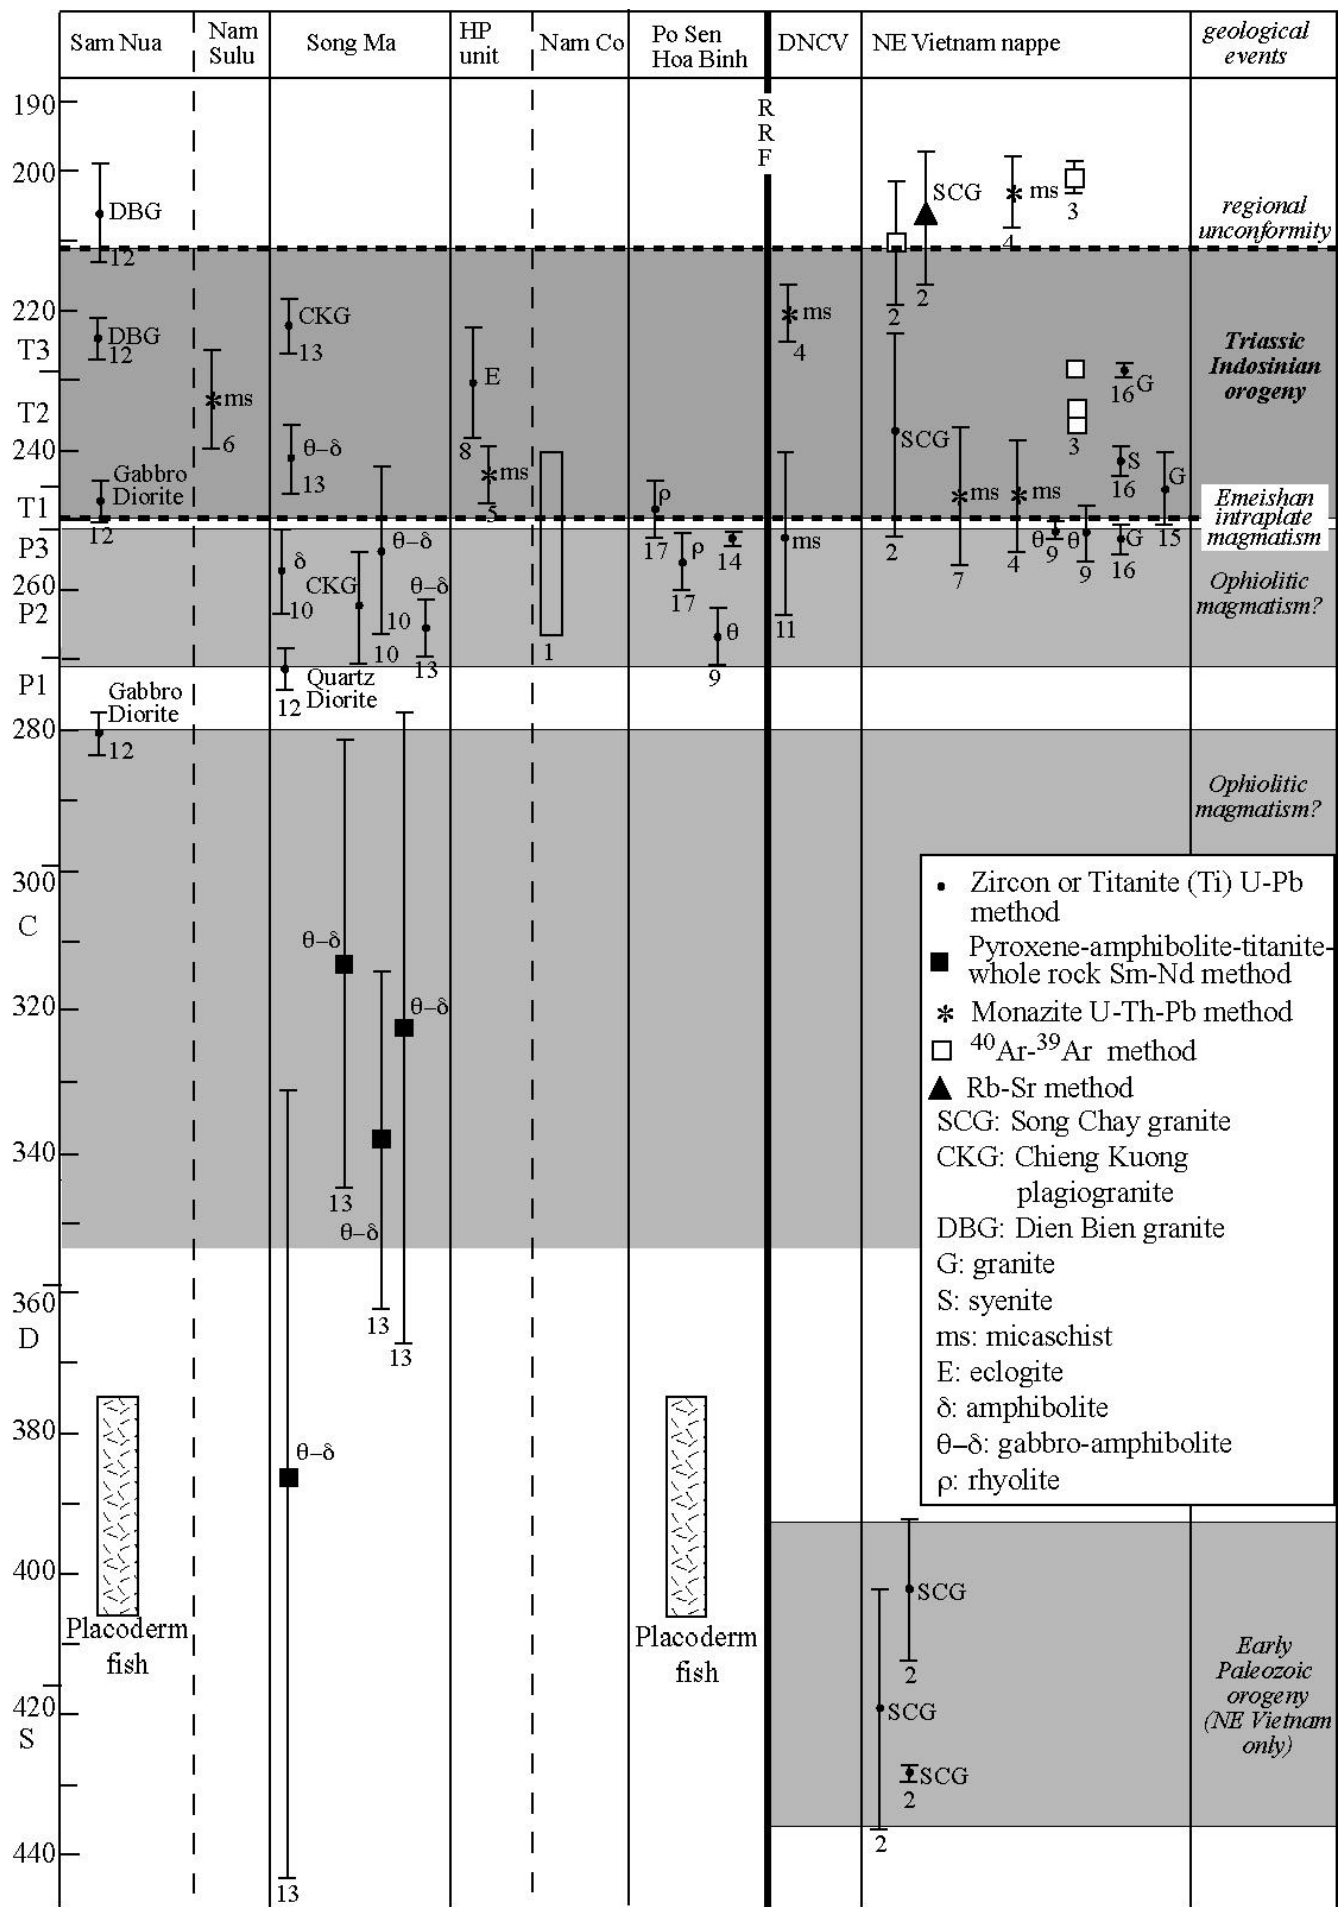 Sam Nua
Nam
Sulu
Song Ma
HP
unit
Nam Co
Po Sen
Hoa Binh
DNCV
NE Vietnam nappe
geological
events
R
R
F
190
200
220
T3
T2
240
T1
P3
260
P2
P1
280
300
C
320
340
360
D
380
400
420
S
440
DBG
12
DBG
12
Gabbro
Diorite
12
Gabbro
Diorite
12
Placoderm
fish
ms
6
CKG
13
θ–δ
13
δ
10
CKG
10
θ–δ
10
θ–δ
13
Quartz
Diorite
12
θ–δ
13
θ–δ
13
θ–δ
13
θ–δ
13
E
8
ms
5
1
ρ
17
ρ
17
14
θ
9
Placoderm
fish
ms
4
ms
11
2
SCG
2
ms
4
3
SCG
2
ms
7
ms
4
3
θ
9
θ
9
G
16
S
16
G
16
G
15
SCG
2
SCG
2
SCG
2
regional
unconformity
Triassic
Indosinian
orogeny
Emeishan
intraplate
magmatism
Ophiolitic
magmatism?
Ophiolitic
magmatism?
Early
Paleozoic
orogeny
(NE Vietnam
only)
Zircon or Titanite (Ti) U-Pb
method
Pyroxene-amphibolite-titanite-
whole rock Sm-Nd method
Monazite U-Th-Pb method
40Ar-39Ar method
Rb-Sr method
SCG: Song Chay granite
CKG: Chieng Kuong
plagiogranite
DBG: Dien Bien granite
G: granite
S: syenite
ms: micaschist
E: eclogite
δ: amphibolite
θ–δ: gabbro-amphibolite
ρ: rhyolite